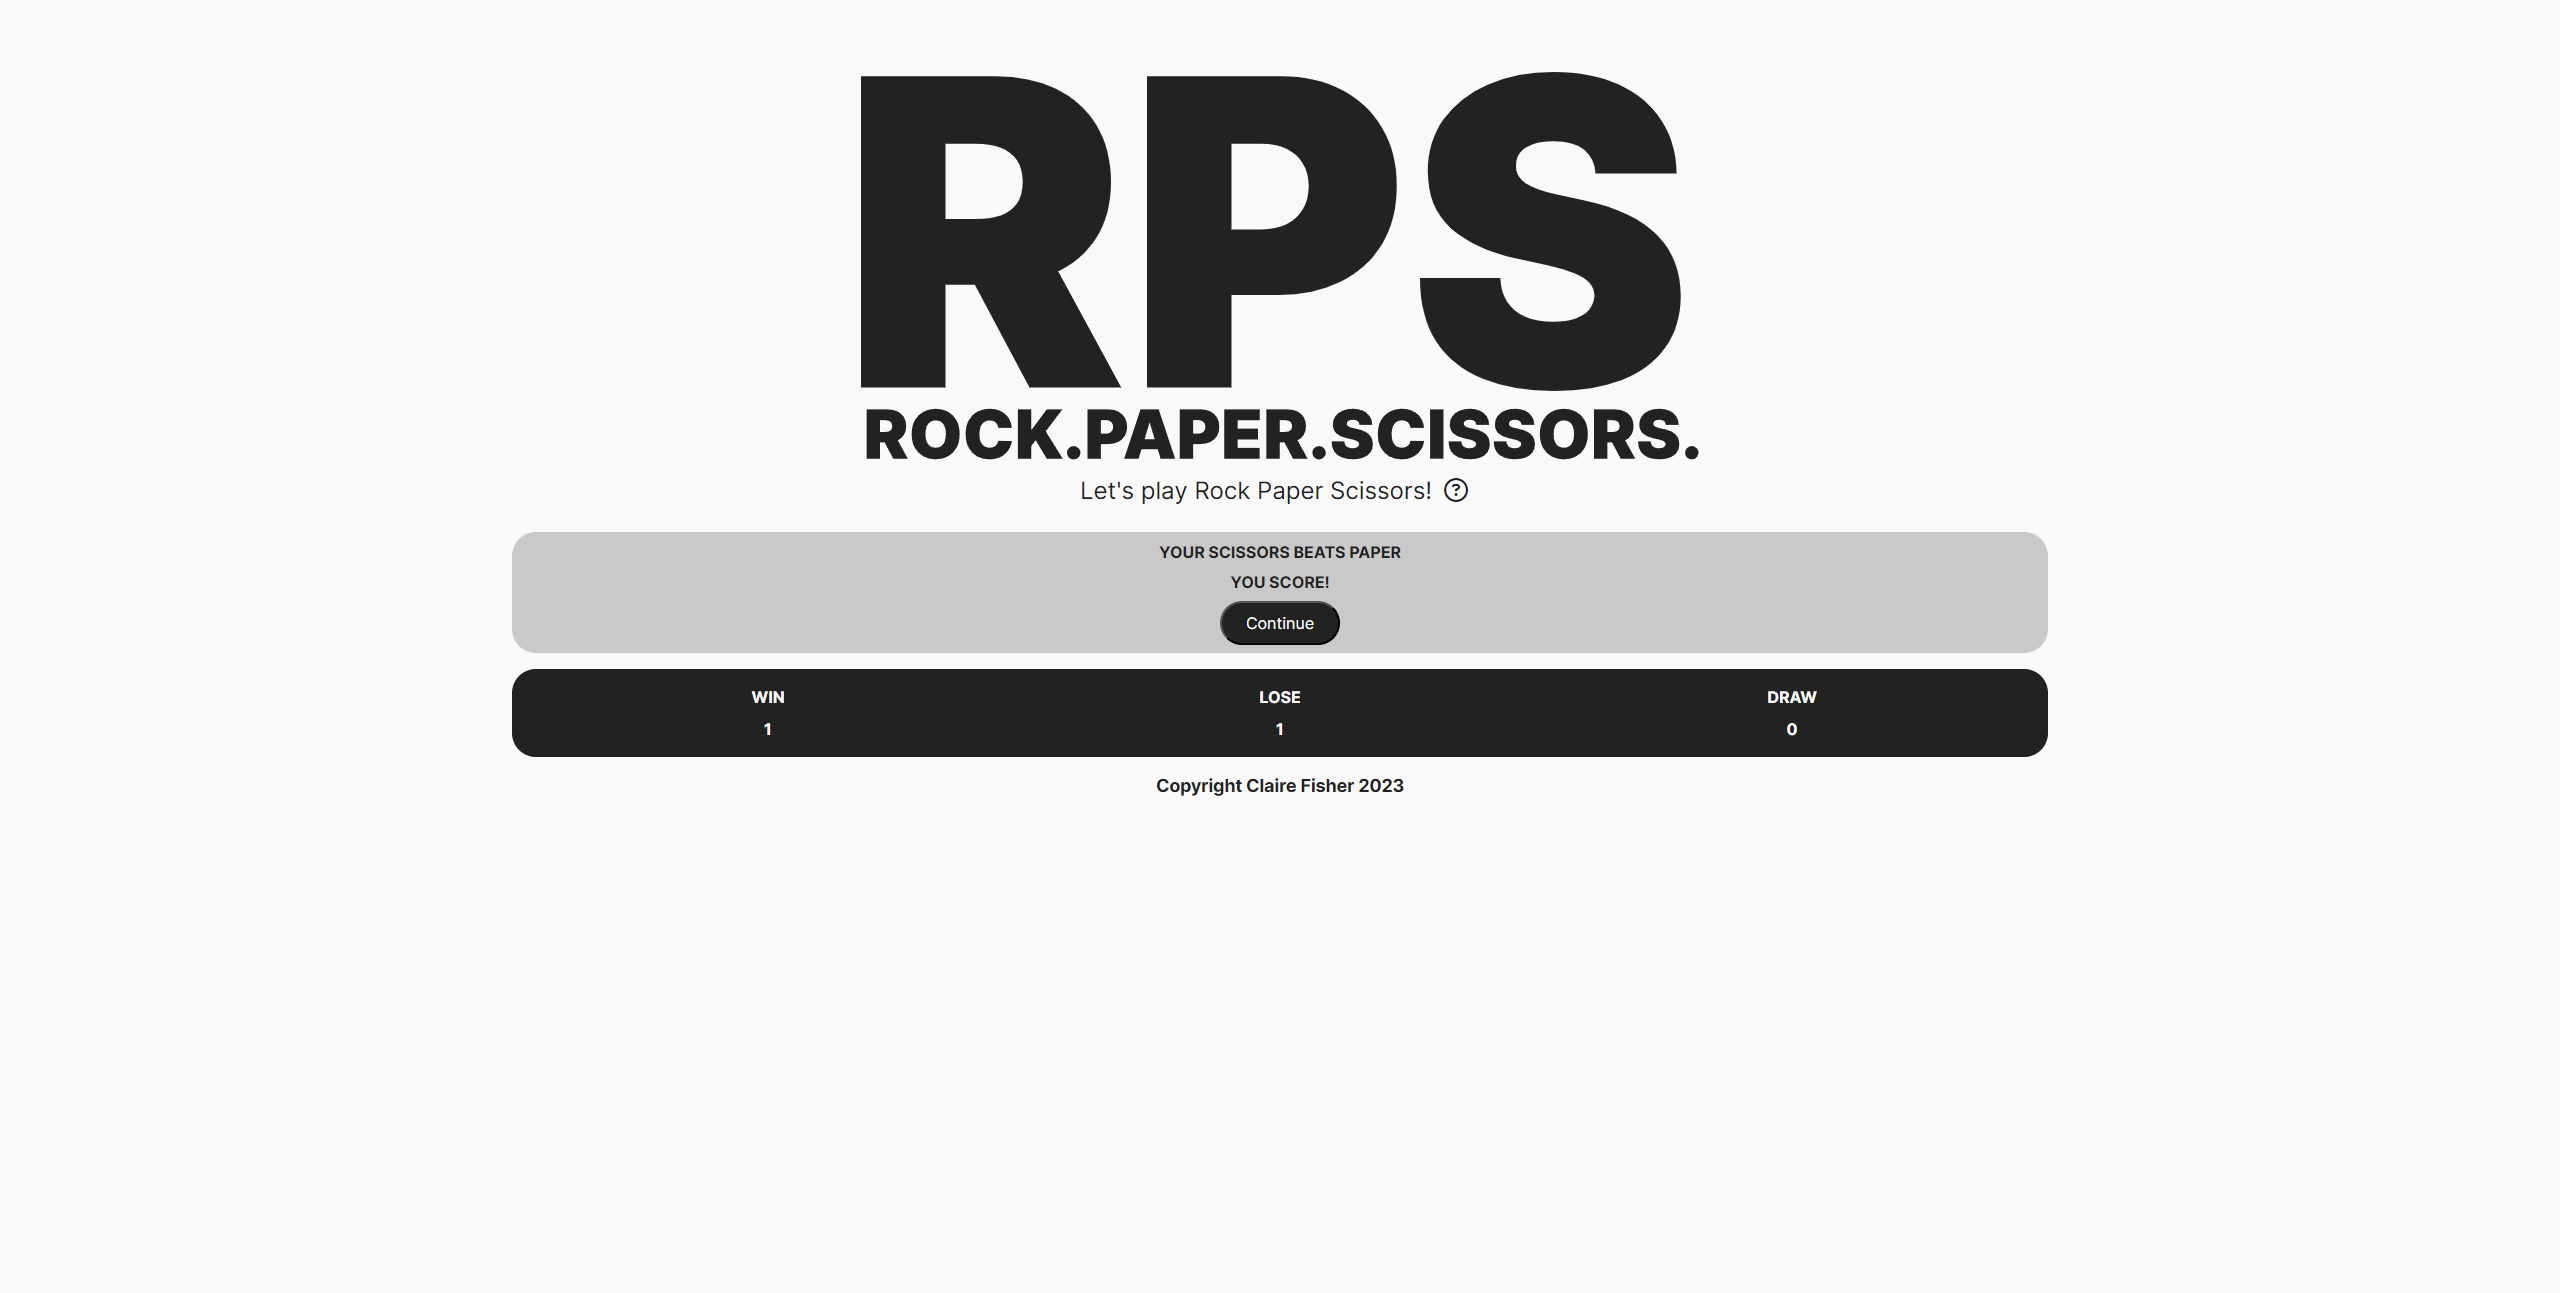 RPS
ROCK.PAPER.SCISSORS.
Let's play Rock Paper Scissors! ?
YOUR SCISSORS BEATS PAPER
YOU SCORE!
Continue
WIN LOSE DRAW
1 1 0
Copyright Claire Fisher 2023